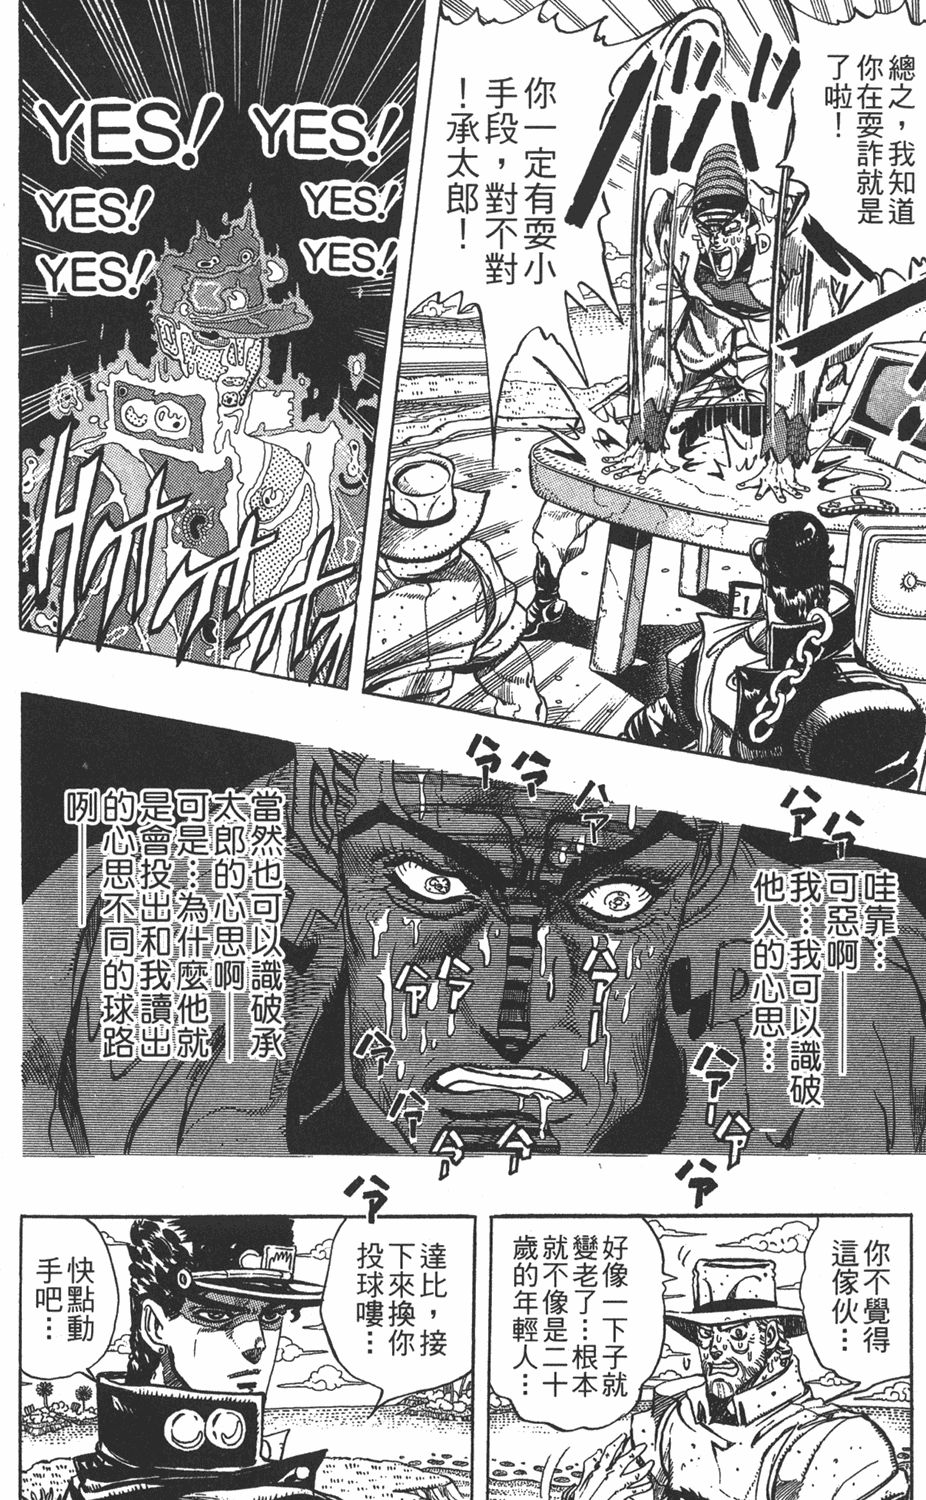 總之，我知道
你在耍詐就是
了啦！
你一定有耍小
手段，對不對
！承太郎！
YES!
YES!
YES!
YES!
YES!
YES!
哇靠…
可惡啊——
我…我可以識破
他人的心思…
當然也可以識破承
太郎的心思啊——
可是…為什麼他就
是會投出和我讀出
的心思不同的球路
咧——
你不覺得
這傢伙…
好像一下子就
變老了…根本
就不像是二十
歲的年輕人…
達比，接
下來換你
投球嘍…
快點動
手吧…